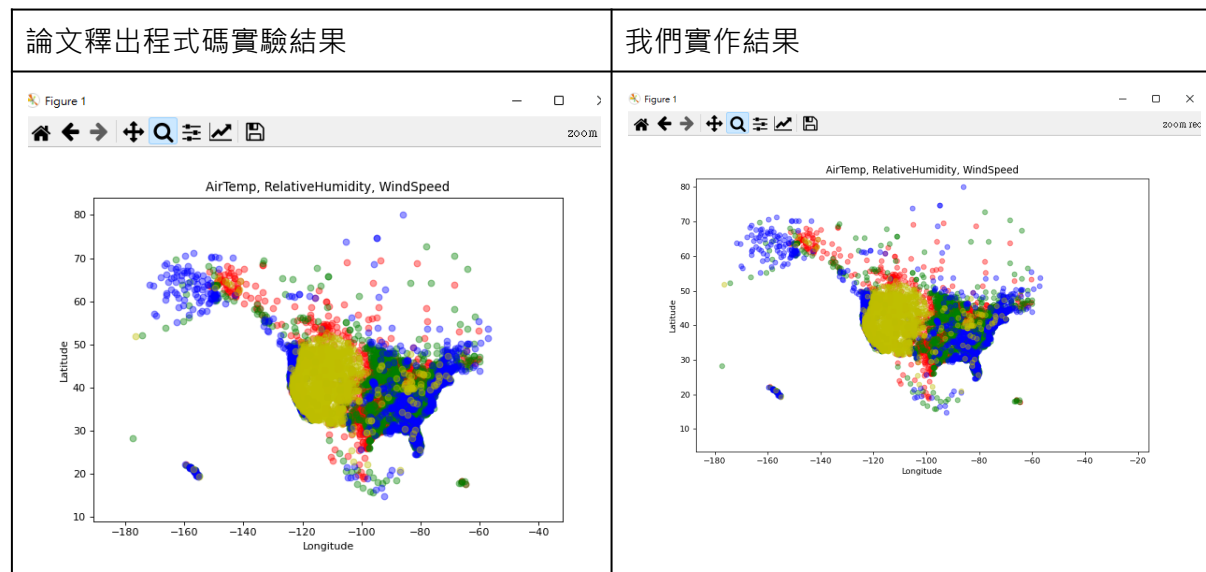 論文釋出程式碼實驗結果
我們實作結果
Figure 1
zoom
AirTemp, RelativeHumidity, WindSpeed
80
70
60
50
40
30
20
10
Latitude
−180
−160
−140
−120
−100
−80
−60
−40
Longitude
Figure 1
zoom rec
AirTemp, RelativeHumidity, WindSpeed
80
70
60
50
40
30
20
10
Latitude
−180
−160
−140
−120
−100
−80
−60
−40
−20
Longitude